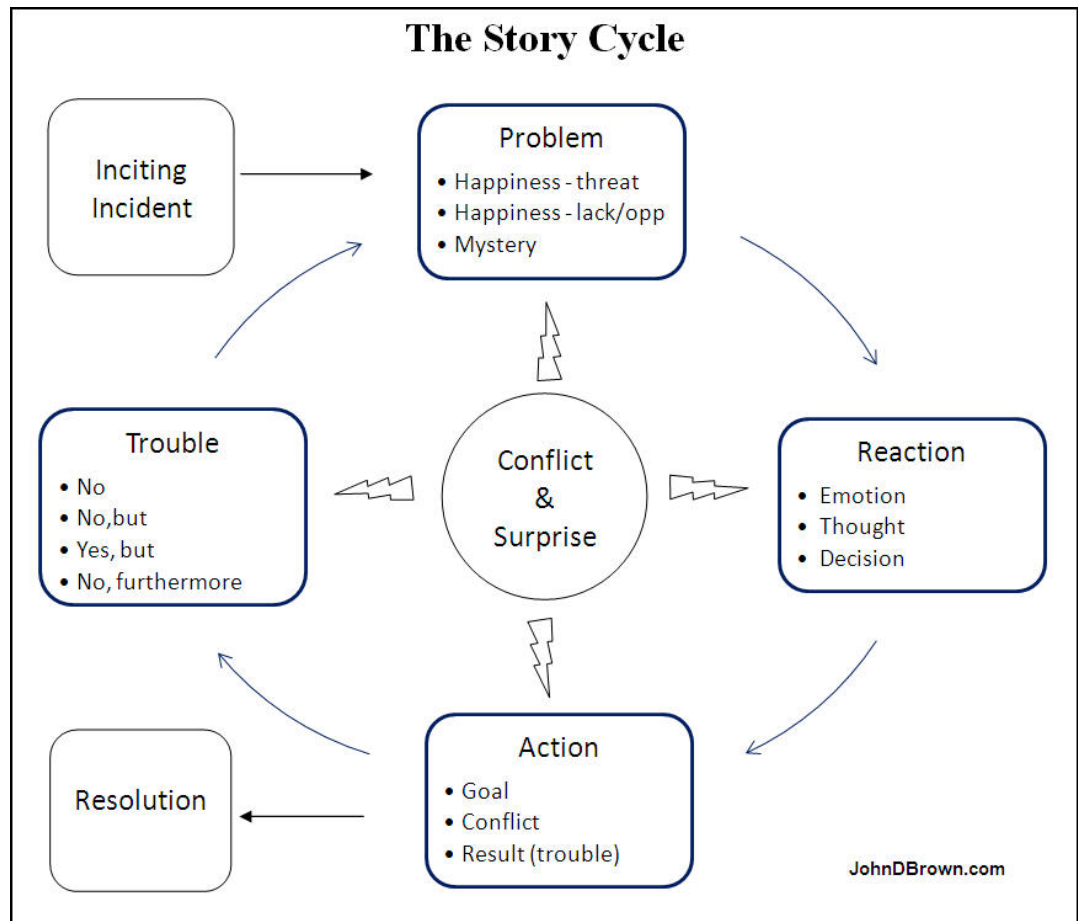 The Story Cycle
Inciting
Incident
Problem
• Happiness - threat
• Happiness - lack/opp
• Mystery
Trouble
• No
• No,but
• Yes, but
• No, furthermore
Conflict
&
Surprise
Reaction
• Emotion
• Thought
• Decision
Resolution
Action
• Goal
• Conflict
• Result (trouble)
JohnDBrown.com